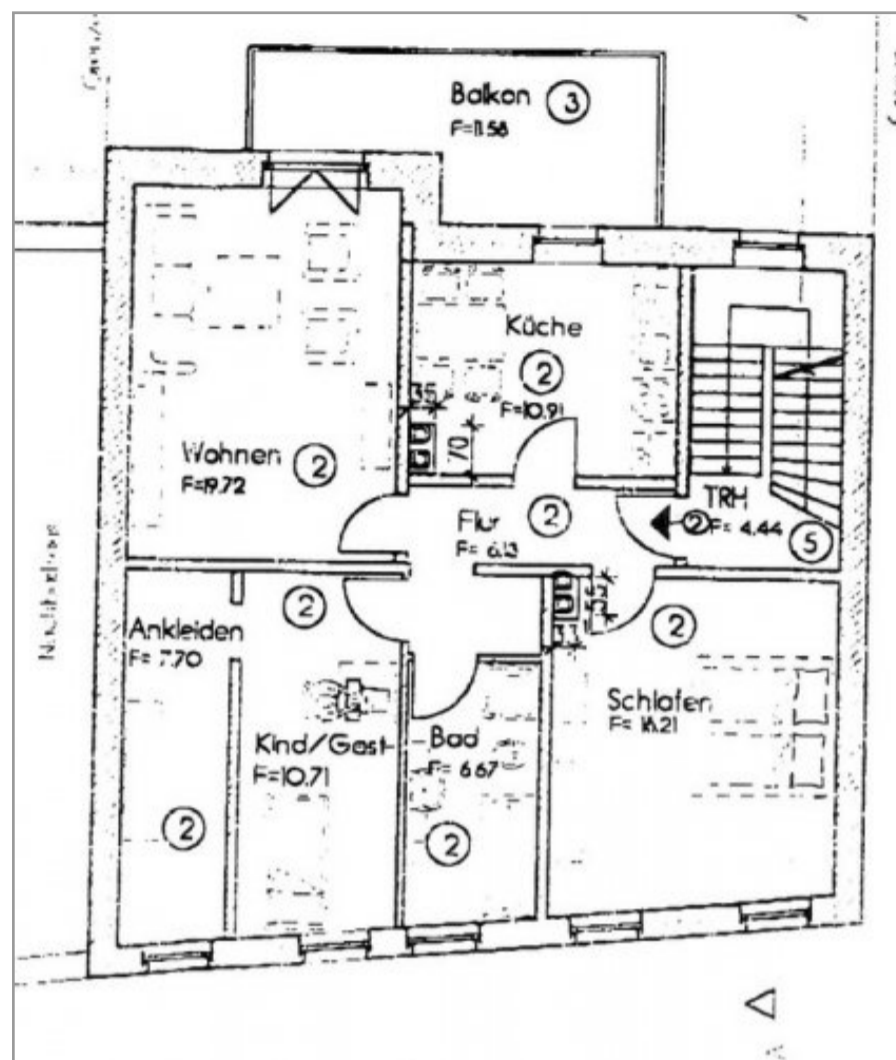 Balkon 3
F=11.58
Küche
2
F=10.91
35
70
Wohnen 2
F=19.72
Flur 2
F= 6.13
TRH
2 F= 4.44
5
Ankleiden 2
F= 7.70
33
2
Schlafen
Kind/Gast
F=10.71
Bad
F= 6.67
2
2